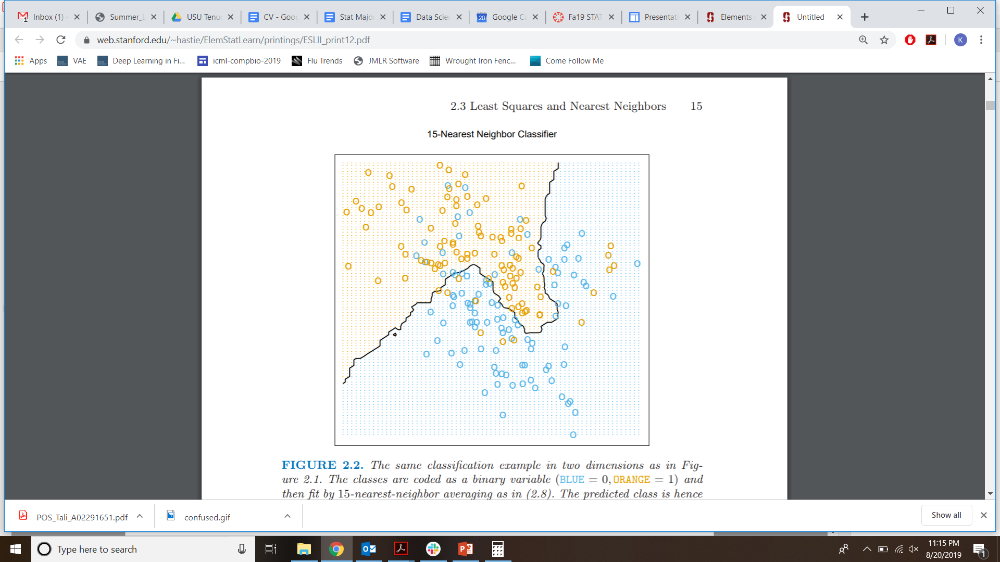 Inbox (1)
Summer_
USU Tenu
CV - Goo
Stat Majo
Data Scien
20
Google C
Fa19 STAT
Presentat
Elements
Untitled
web.stanford.edu/~hastie/ElemStatLearn/printings/ESLII_print12.pdf
K
Apps
VAE
Deep Learning in Fi...
icml-compbio-2019
Flu Trends
JMLR Software
Wrought Iron Fenc...
Come Follow Me
2.3 Least Squares and Nearest Neighbors 15
15-Nearest Neighbor Classifier
FIGURE 2.2. The same classification example in two dimensions as in Fig-
ure 2.1. The classes are coded as a binary variable (BLUE = 0, ORANGE = 1) and
then fit by 15-nearest-neighbor averaging as in (2.8). The predicted class is hence
POS_Tali_A02291651.pdf
confused.gif
Show all
Type here to search
11:15 PM
8/20/2019
1